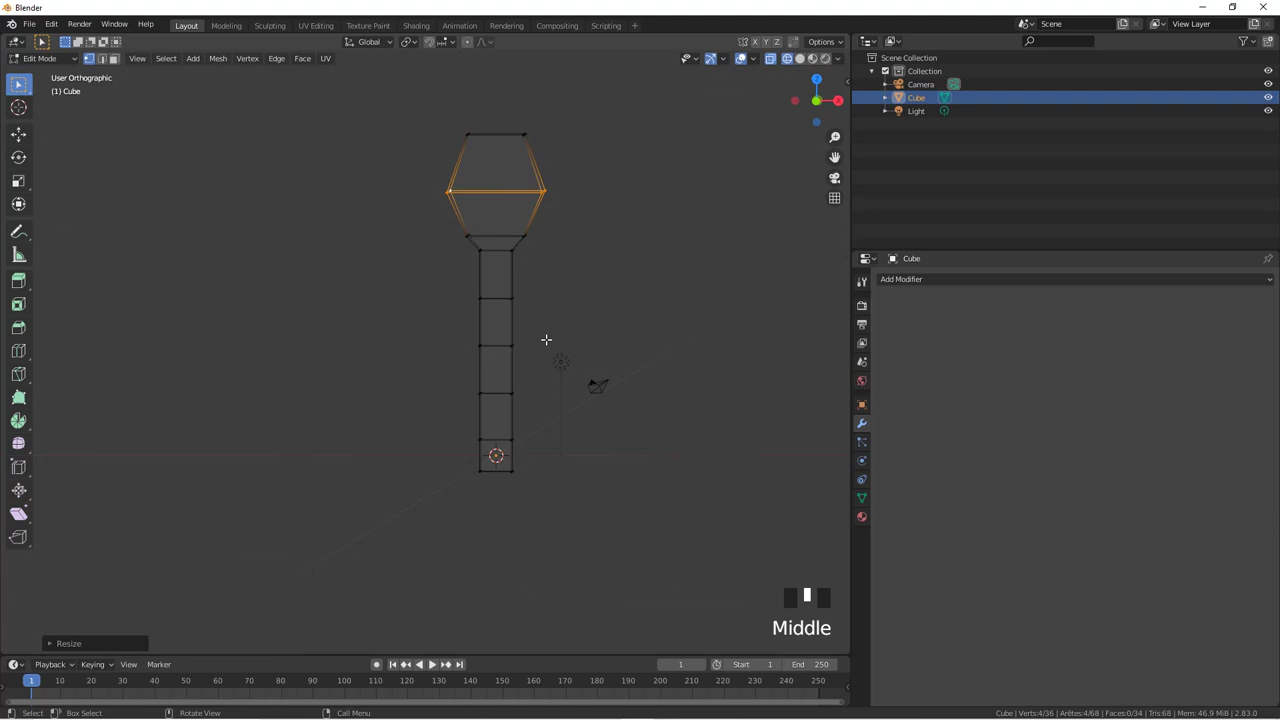 Blender
File Edit Render Window Help Layout Modeling Sculpting UV Editing Texture Paint Shading Animation Rendering Compositing Scripting + Scene View Layer
Global X Y Z Options
Edit Mode View Select Add Mesh Vertex Edge Face UV
User Orthographic
(1) Cube
Z
X
Scene Collection
Collection
Camera
Cube
Light
Cube
Add Modifier
Middle
Resize
Playback Keying View Marker 1 Start 1 End 250
1 10 20 30 40 50 60 70 80 90 100 110 120 130 140 150 160 170 180 190 200 210 220 230 240 250
Select Box Select Rotate View Call Menu Cube | Verts:4/36 | Arêtes:4/68 | Faces:0/34 | Tris:68 | Mem: 46.9 MiB | 2.83.0